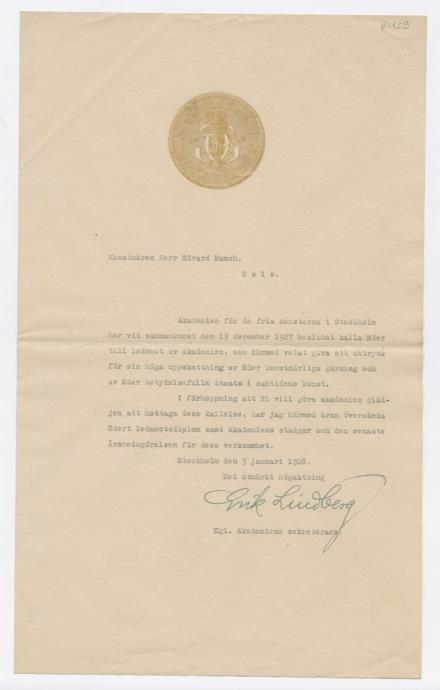 K4429
Konstnären Herr Edvard Munch,
Oslo.
Akademien för de fria konsterna i Stockholm
har vid sammankomst den 19 december 1927 beslutat kalla Eder
till ledamot av akademien, som därmed velat giva ett uttryck
för sin höga uppskattning av Eder konstnärliga gärning och
av Eder betydelsefulla insats i samtidens konst.
I förhoppning att Ni vill göra akademien gläd-
jen att mottaga dess kallelse, har jag härmed äran översända
Edert ledamotsdiplom samt akademiens stadgar och den senaste
årsredogörelsen för dess verksamhet.
Stockholm den 5 januari 1928.
Med utmärkt högaktning
Erik Lindberg
Kgl. Akademiens sekreterare.